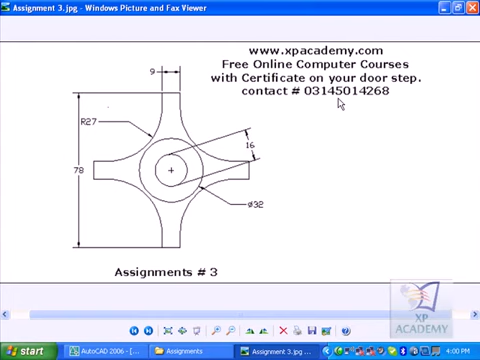 Assignment 3.jpg - Windows Picture and Fax Viewer
www.xpacademy.com
Free Online Computer Courses
with Certificate on your door step.
contact # 03145014268
9
R27
16
78
ø32
Assignments # 3
XP
ACADEMY
start
AutoCAD 2006 - [...
Assignments
Assignment 3.jpg - ...
4:00 PM